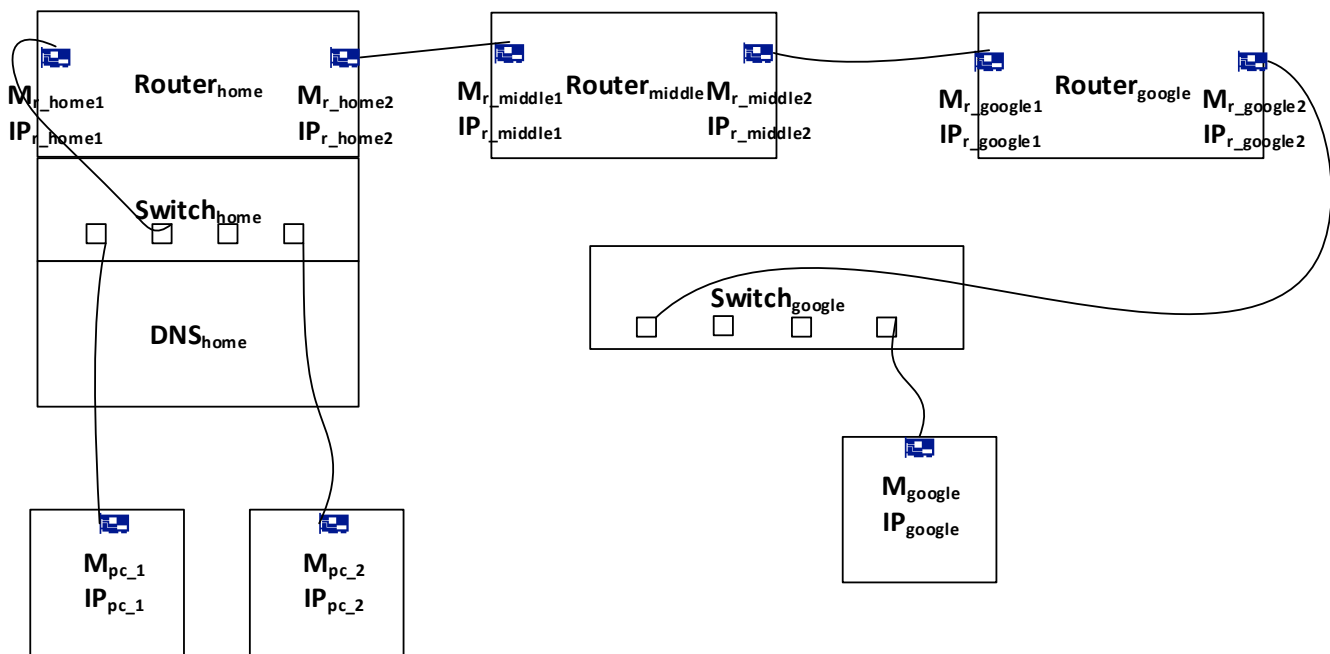 Router_home
M_r_home1
IP_r_home1
M_r_home2
IP_r_home2
Router_middle
M_r_middle1
IP_r_middle1
M_r_middle2
IP_r_middle2
Router_google
M_r_google1
IP_r_google1
M_r_google2
IP_r_google2
Switch_home
DNS_home
Switch_google
M_google
IP_google
M_pc_1
IP_pc_1
M_pc_2
IP_pc_2